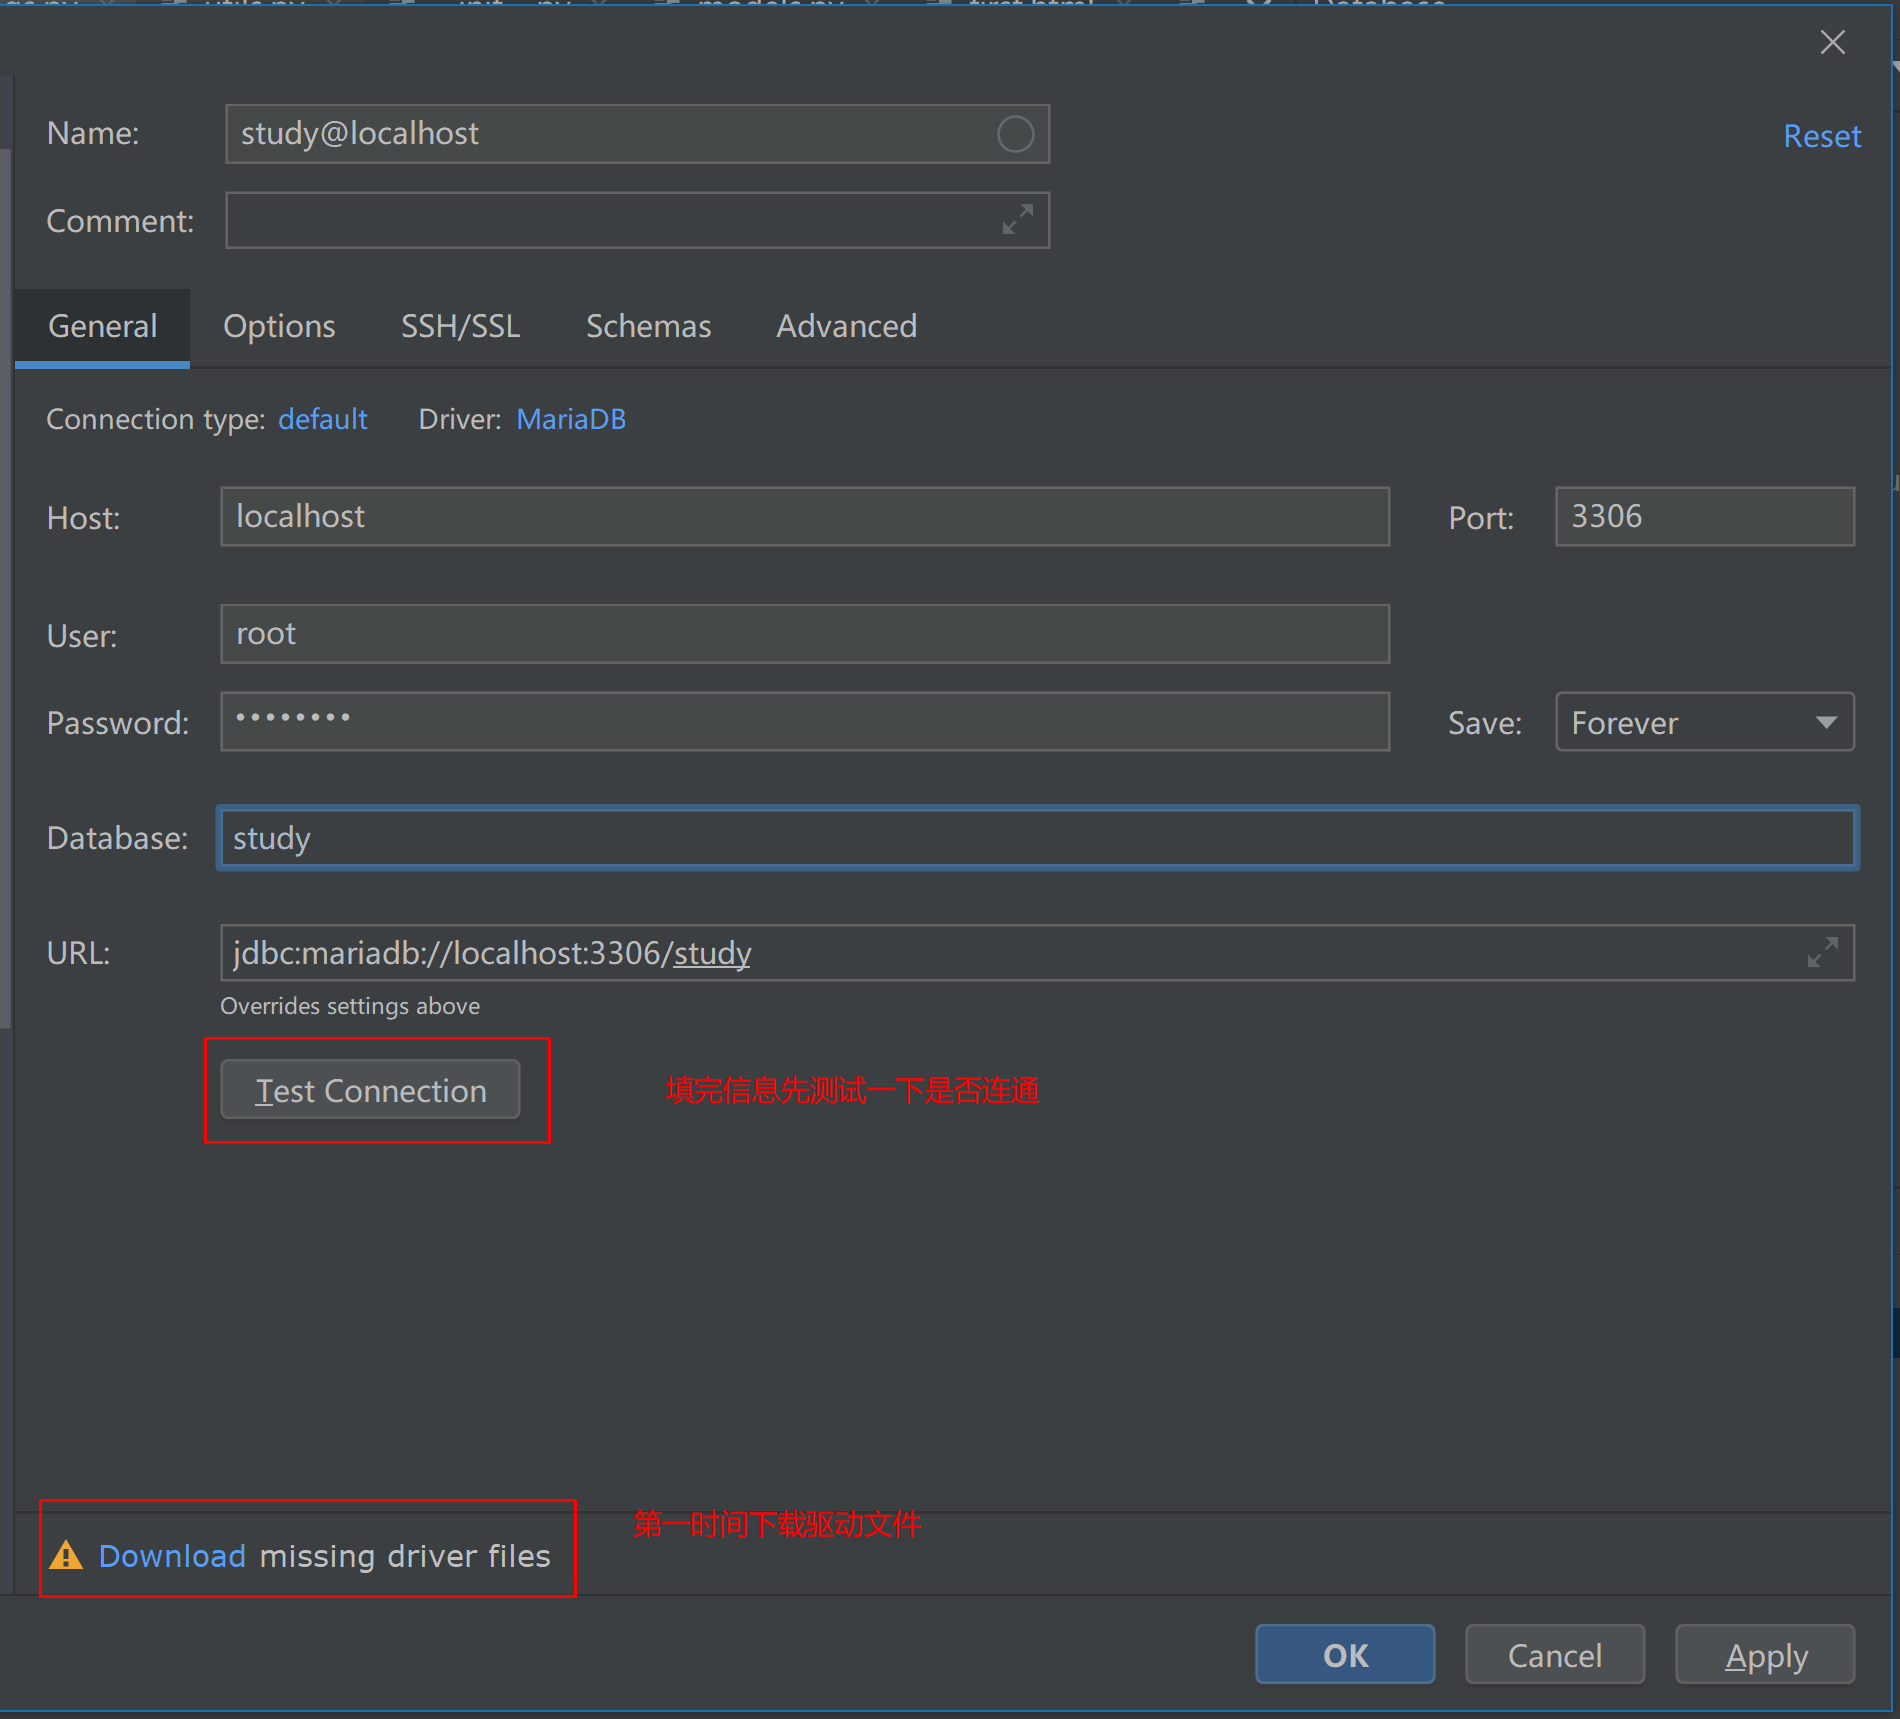 Name: study@localhost Reset
Comment:
General Options SSH/SSL Schemas Advanced
Connection type: default Driver: MariaDB
Host: localhost Port: 3306
User: root
Password: •••••••• Save: Forever
Database: study
URL: jdbc:mariadb://localhost:3306/study
Overrides settings above
Test Connection 填完信息先测试一下是否连通
第一时间下载驱动文件
Download missing driver files
OK Cancel Apply